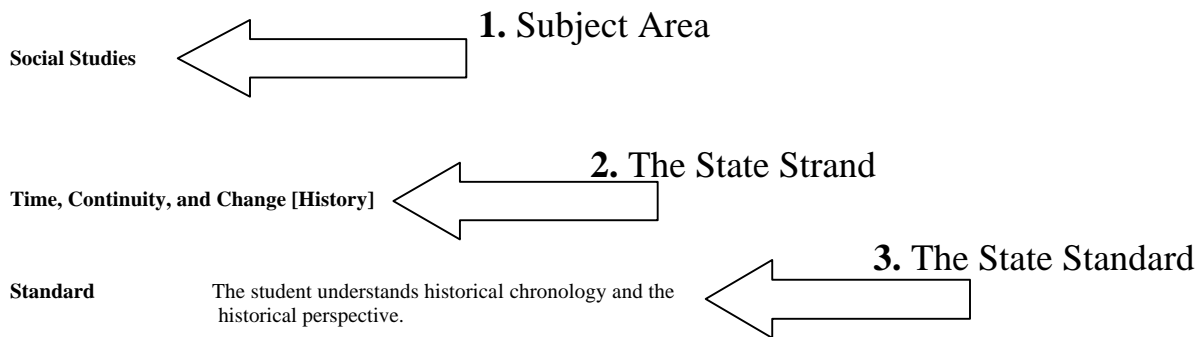 1. Subject Area
Social Studies
2. The State Strand
Time, Continuity, and Change [History]
3. The State Standard
Standard The student understands historical chronology and the
historical perspective.